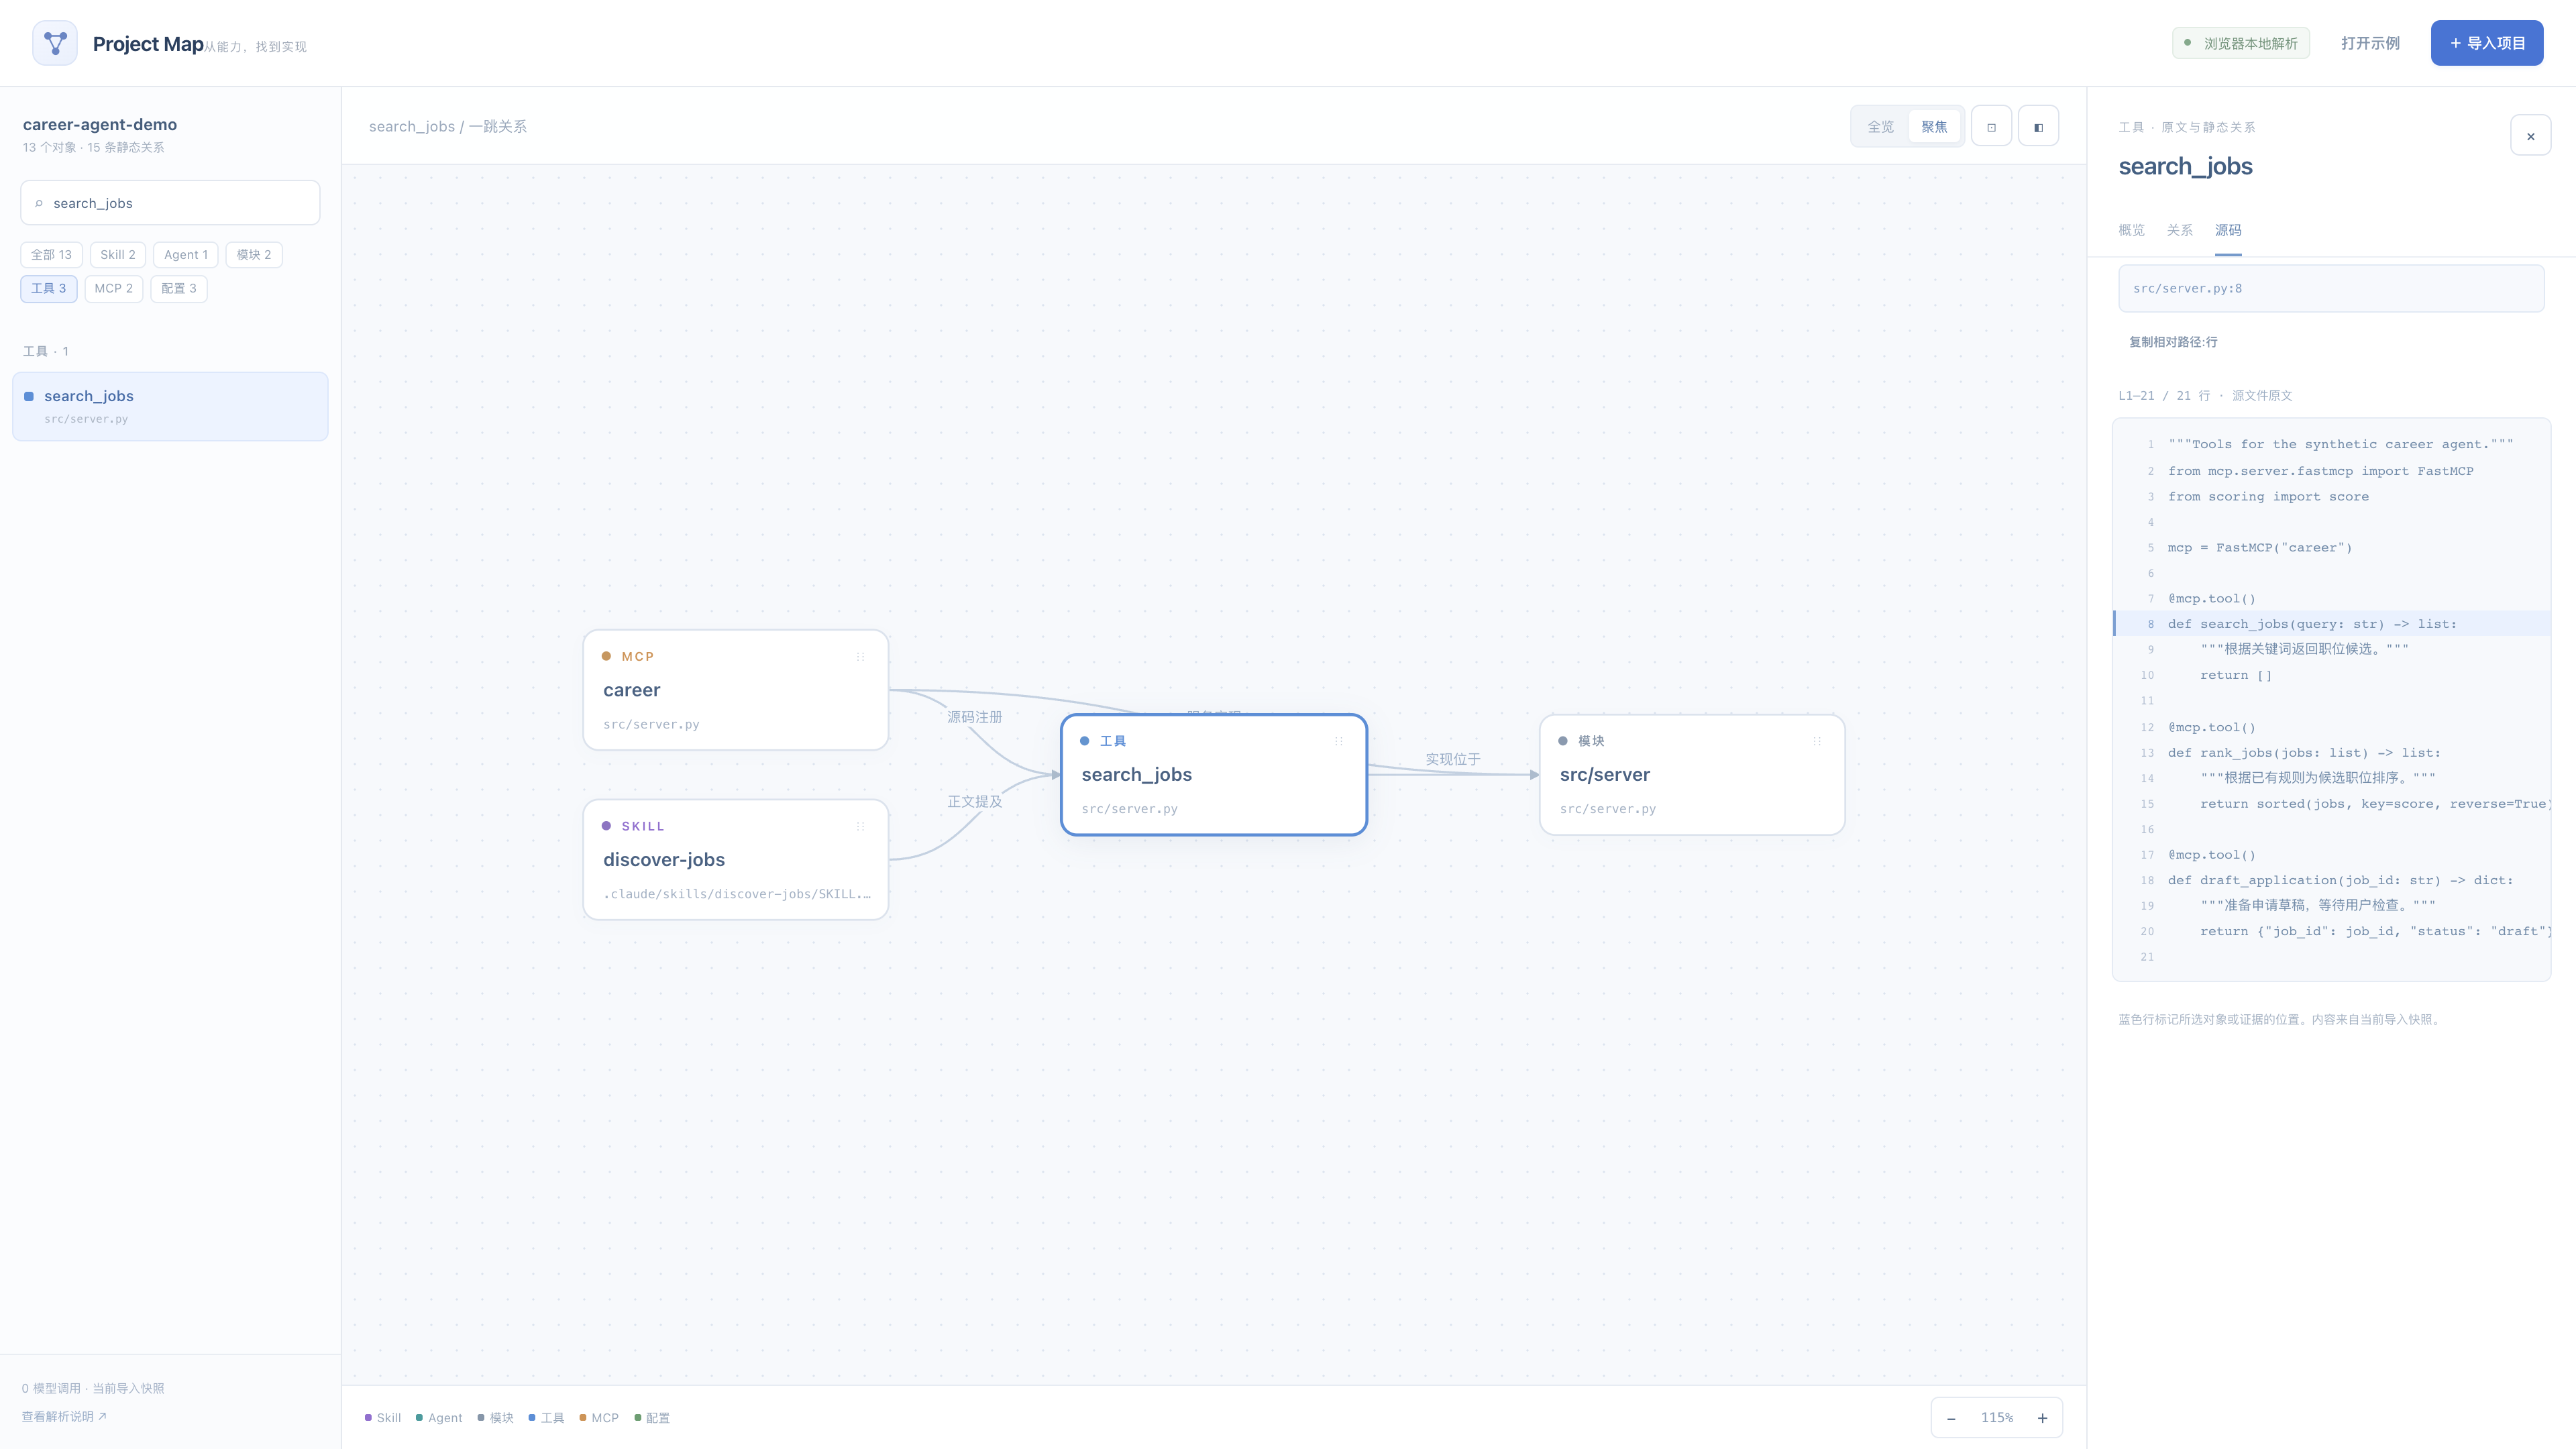 Project Map 从能力，找到实现
浏览器本地解析
打开示例
+ 导入项目
career-agent-demo
13 个对象 · 15 条静态关系
search_jobs
全部 13
Skill 2
Agent 1
模块 2
工具 3
MCP 2
配置 3
工具 · 1
search_jobs
src/server.py
0 模型调用 · 当前导入快照
查看解析说明 ↗
search_jobs / 一跳关系
全览
聚焦
MCP
career
src/server.py
SKILL
discover-jobs
.claude/skills/discover-jobs/SKILL.…
源码注册
正文提及
工具
search_jobs
src/server.py
实现位于
模块
src/server
src/server.py
Skill
Agent
模块
工具
MCP
配置
− 115% +
工具 · 原文与静态关系
×
search_jobs
概览
关系
源码
src/server.py:8
复制相对路径:行
L1–21 / 21 行 · 源文件原文
1 """Tools for the synthetic career agent."""
2 from mcp.server.fastmcp import FastMCP
3 from scoring import score
4
5 mcp = FastMCP("career")
6
7 @mcp.tool()
8 def search_jobs(query: str) -> list:
9 """根据关键词返回职位候选。"""
10 return []
11
12 @mcp.tool()
13 def rank_jobs(jobs: list) -> list:
14 """根据已有规则为候选职位排序。"""
15 return sorted(jobs, key=score, reverse=True)
16
17 @mcp.tool()
18 def draft_application(job_id: str) -> dict:
19 """准备申请草稿，等待用户检查。"""
20 return {"job_id": job_id, "status": "draft"}
21
蓝色行标记所选对象或证据的位置。内容来自当前导入快照。